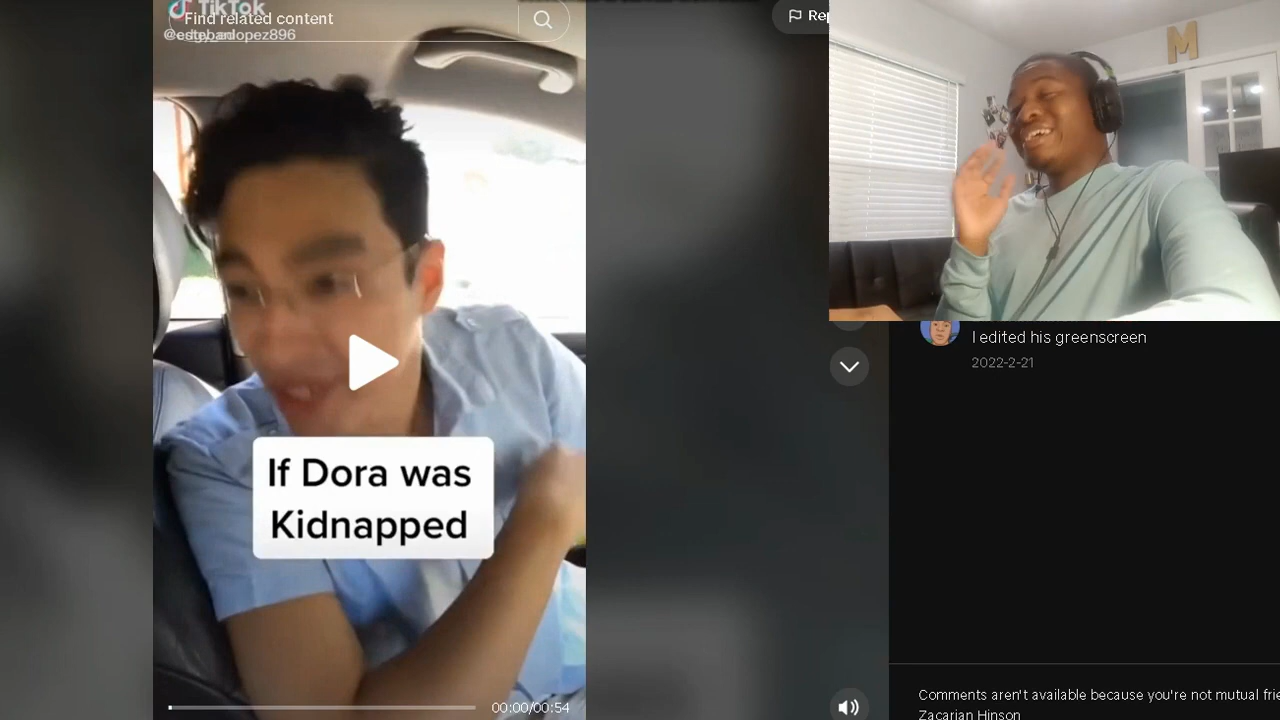 TikTok
Find related content
Rep
M
If Dora was
Kidnapped
I edited his greenscreen
2022-2-21
00:00/00:54
Comments aren't available because you're not mutual frie
Zacarian Hinson